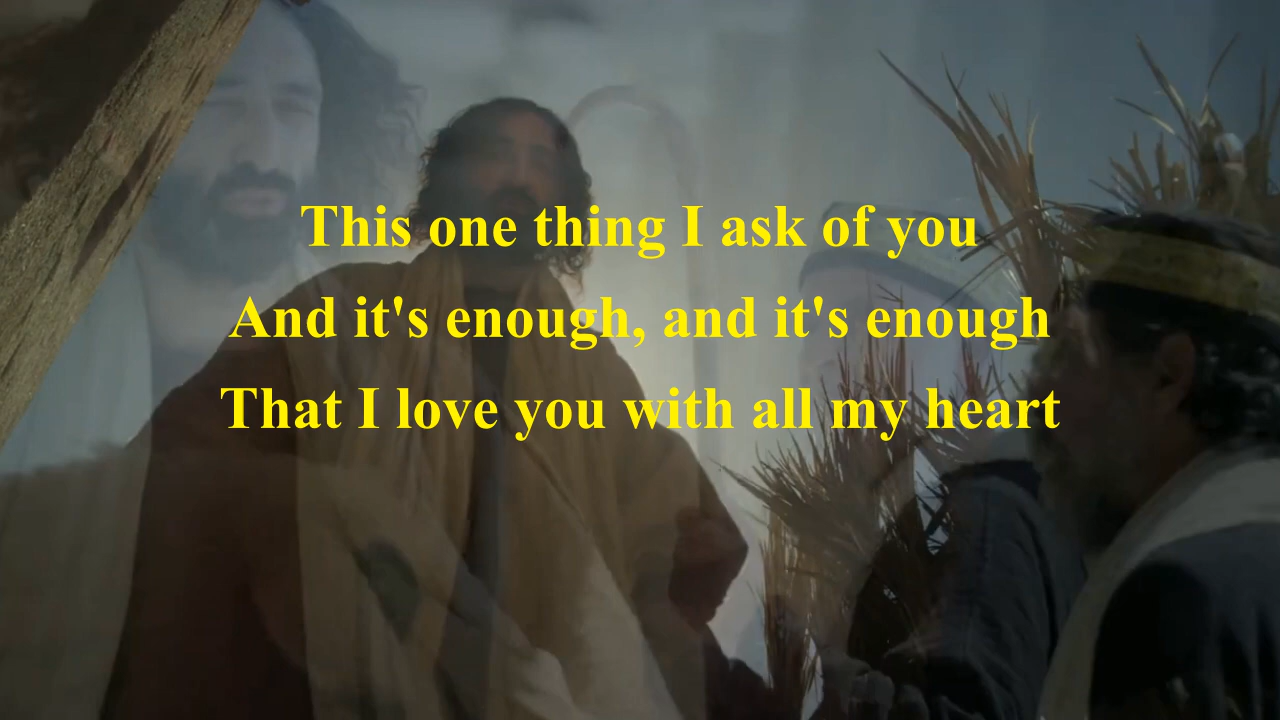 This one thing I ask of you
And it's enough, and it's enough
That I love you with all my heart